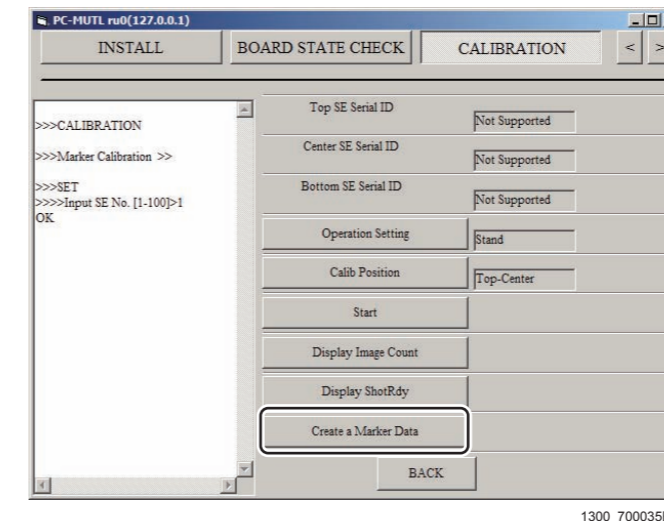 PC-MUTL ru0(127.0.0.1)
INSTALL
BOARD STATE CHECK
CALIBRATION
<
>
>>>CALIBRATION
>>>Marker Calibration >>
>>>SET
>>>>Input SE No. [1-100]>1
OK
Top SE Serial ID
Not Supported
Center SE Serial ID
Not Supported
Bottom SE Serial ID
Not Supported
Operation Setting
Stand
Calib Position
Top-Center
Start
Display Image Count
Display ShotRdy
Create a Marker Data
BACK